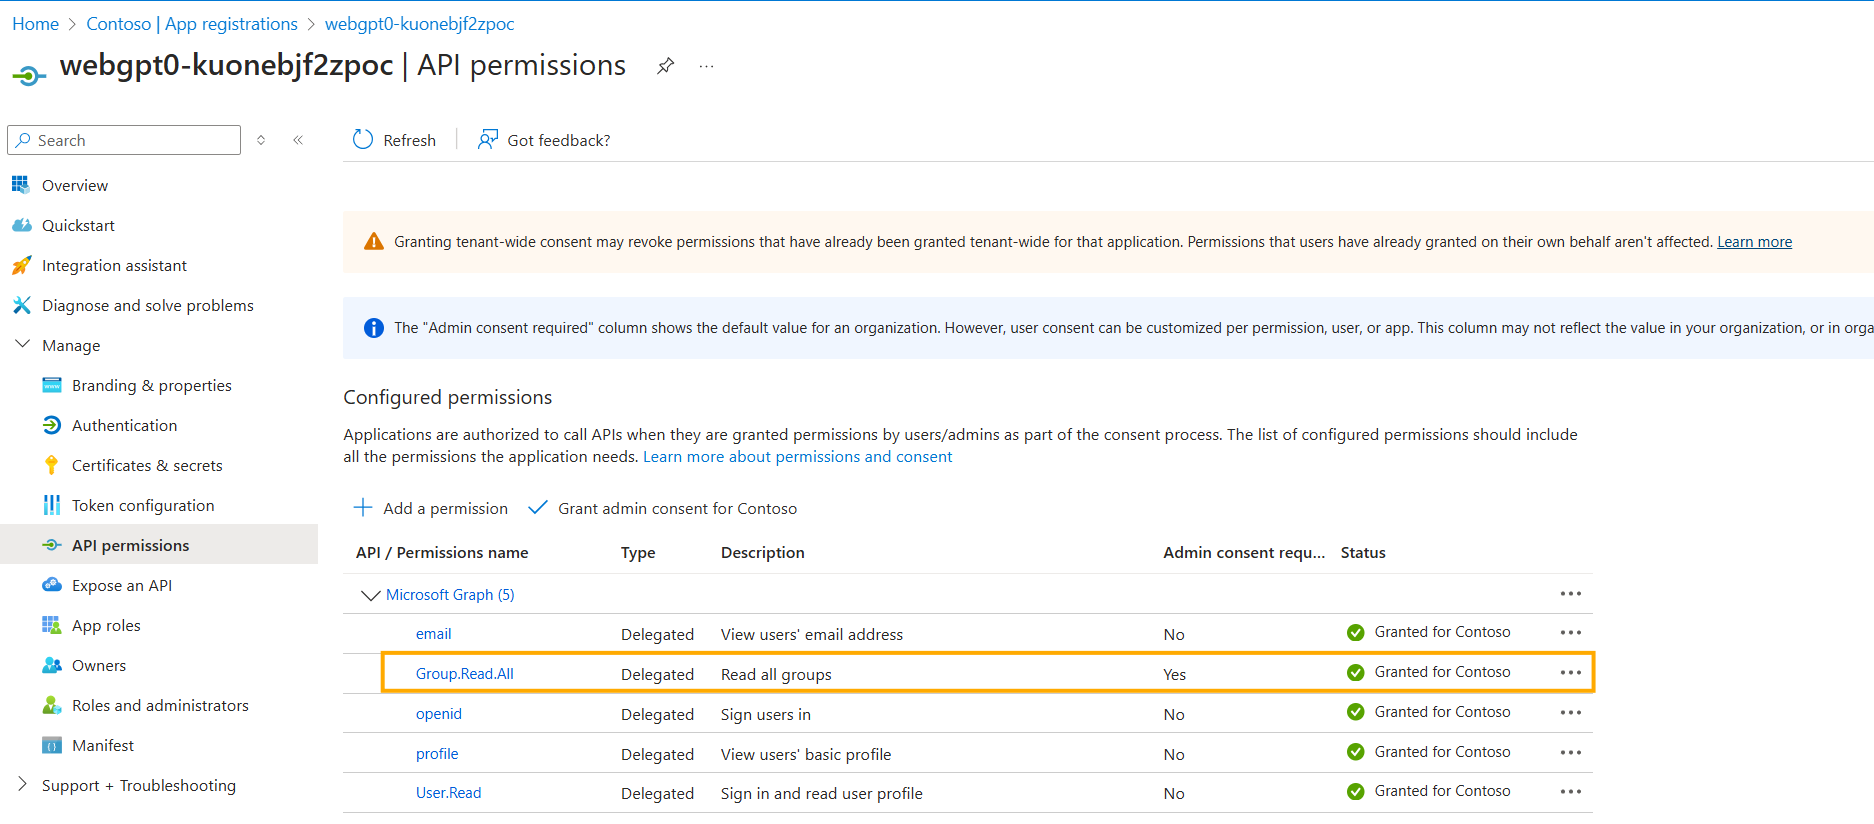 Home > Contoso | App registrations > webgpt0-kuonebjf2zpoc
webgpt0-kuonebjf2zpoc | API permissions
Search
Refresh
Got feedback?
Overview
Quickstart
Integration assistant
Diagnose and solve problems
Manage
Branding & properties
Authentication
Certificates & secrets
Token configuration
API permissions
Expose an API
App roles
Owners
Roles and administrators
Manifest
Support + Troubleshooting
Granting tenant-wide consent may revoke permissions that have already been granted tenant-wide for that application. Permissions that users have already granted on their own behalf aren't affected. Learn more
The "Admin consent required" column shows the default value for an organization. However, user consent can be customized per permission, user, or app. This column may not reflect the value in your organization, or in orga
Configured permissions
Applications are authorized to call APIs when they are granted permissions by users/admins as part of the consent process. The list of configured permissions should include
all the permissions the application needs. Learn more about permissions and consent
Add a permission Grant admin consent for Contoso
API / Permissions name Type Description Admin consent requ... Status
Microsoft Graph (5)
email Delegated View users' email address No Granted for Contoso
Group.Read.All Delegated Read all groups Yes Granted for Contoso
openid Delegated Sign users in No Granted for Contoso
profile Delegated View users' basic profile No Granted for Contoso
User.Read Delegated Sign in and read user profile No Granted for Contoso